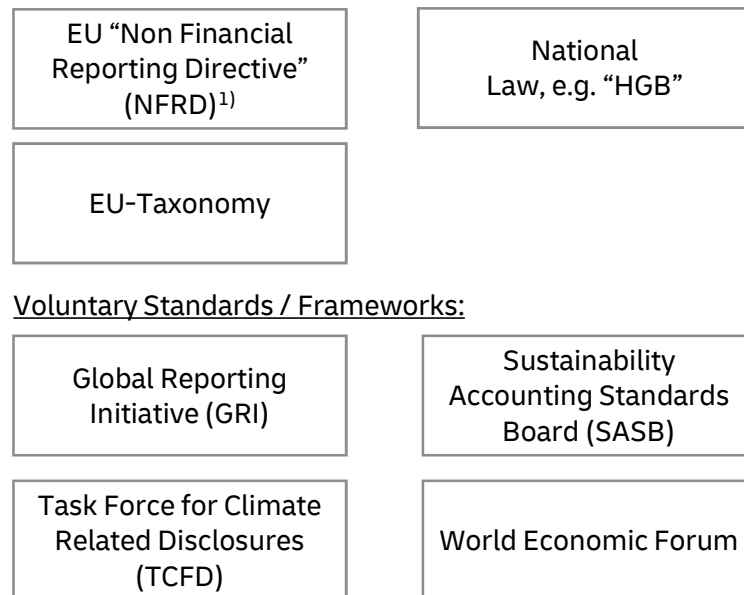 EU “Non Financial
Reporting Directive”
(NFRD)1)
National
Law, e.g. “HGB”
EU-Taxonomy
Voluntary Standards / Frameworks:
Global Reporting
Initiative (GRI)
Sustainability
Accounting Standards
Board (SASB)
Task Force for Climate
Related Disclosures
(TCFD)
World Economic Forum